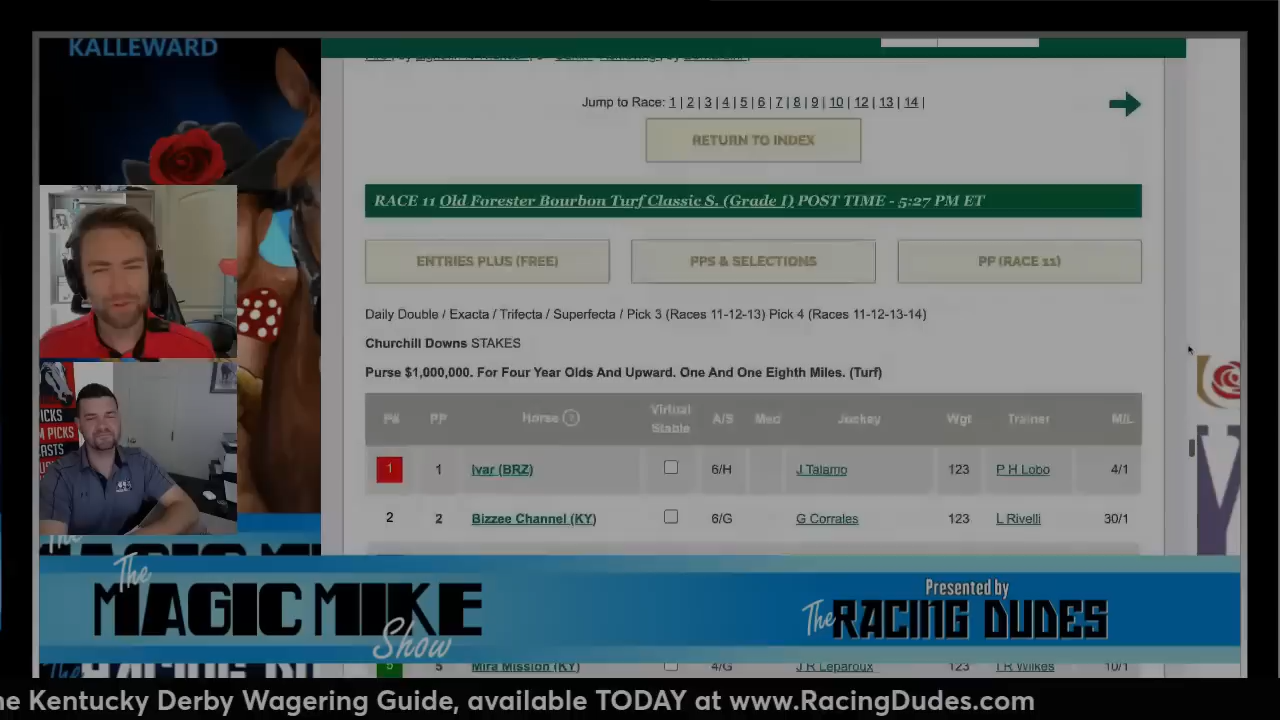 KALLEWARD
Jump to Race: 1 | 2 | 3 | 4 | 5 | 6 | 7 | 8 | 9 | 10 | 12 | 13 | 14 |
RETURN TO INDEX
RACE 11 Old Forester Bourbon Turf Classic S. (Grade I) POST TIME - 5:27 PM ET
ENTRIES PLUS (FREE) PPS & SELECTIONS PP (RACE 11)
Daily Double / Exacta / Trifecta / Superfecta / Pick 3 (Races 11-12-13) Pick 4 (Races 11-12-13-14)
Churchill Downs STAKES
Purse $1,000,000. For Four Year Olds And Upward. One And One Eighth Miles. (Turf)
P# PP Horse ? Virtual Stable A/S Med Jockey Wgt Trainer M/L
1 1 Ivar (BRZ) 6/H J Talamo 123 P H Lobo 4/1
2 2 Bizzee Channel (KY) 6/G G Corrales 123 L Rivelli 30/1
5 5 Mira Mission (KY) 4/G J R Leparoux 123 I R Wilkes 10/1
PICKS
M PICKS
ASTS
The
MAGIC MIKE
Show
Presented by
The RACING DUDES
he Kentucky Derby Wagering Guide, available TODAY at www.RacingDudes.com